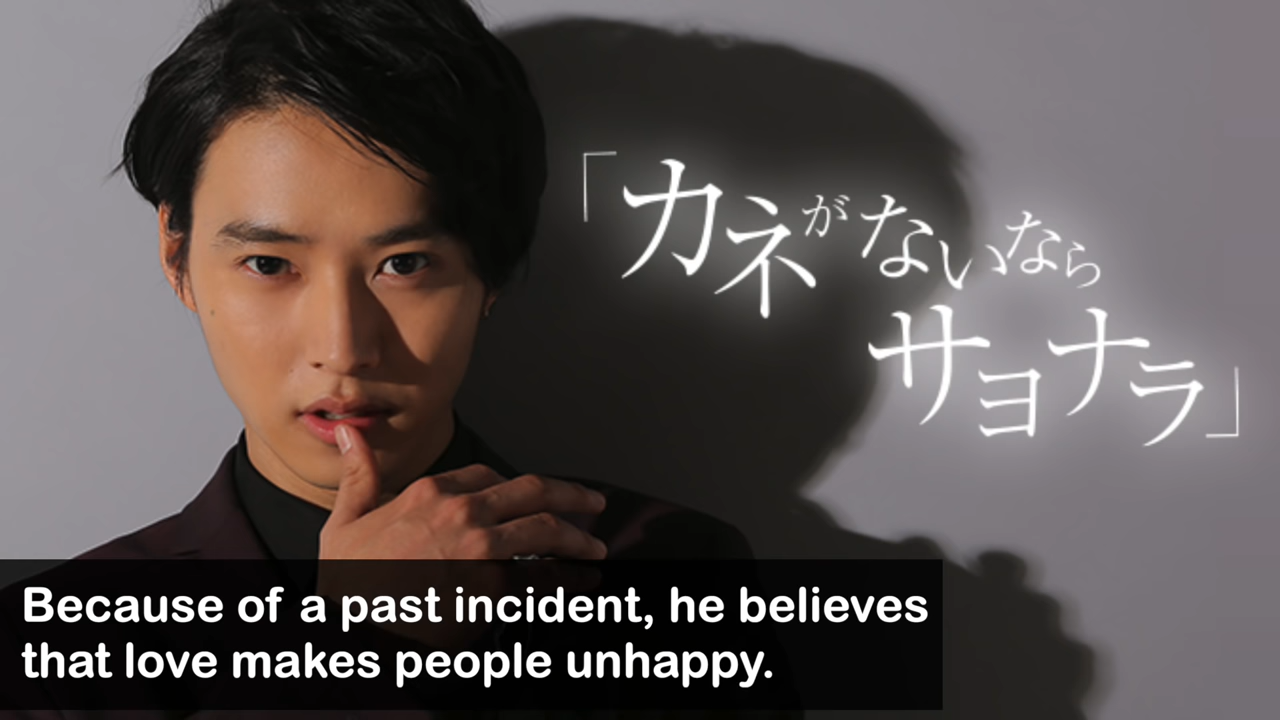 「カネがないなら
サヨナラ」
Because of a past incident, he believes
that love makes people unhappy.